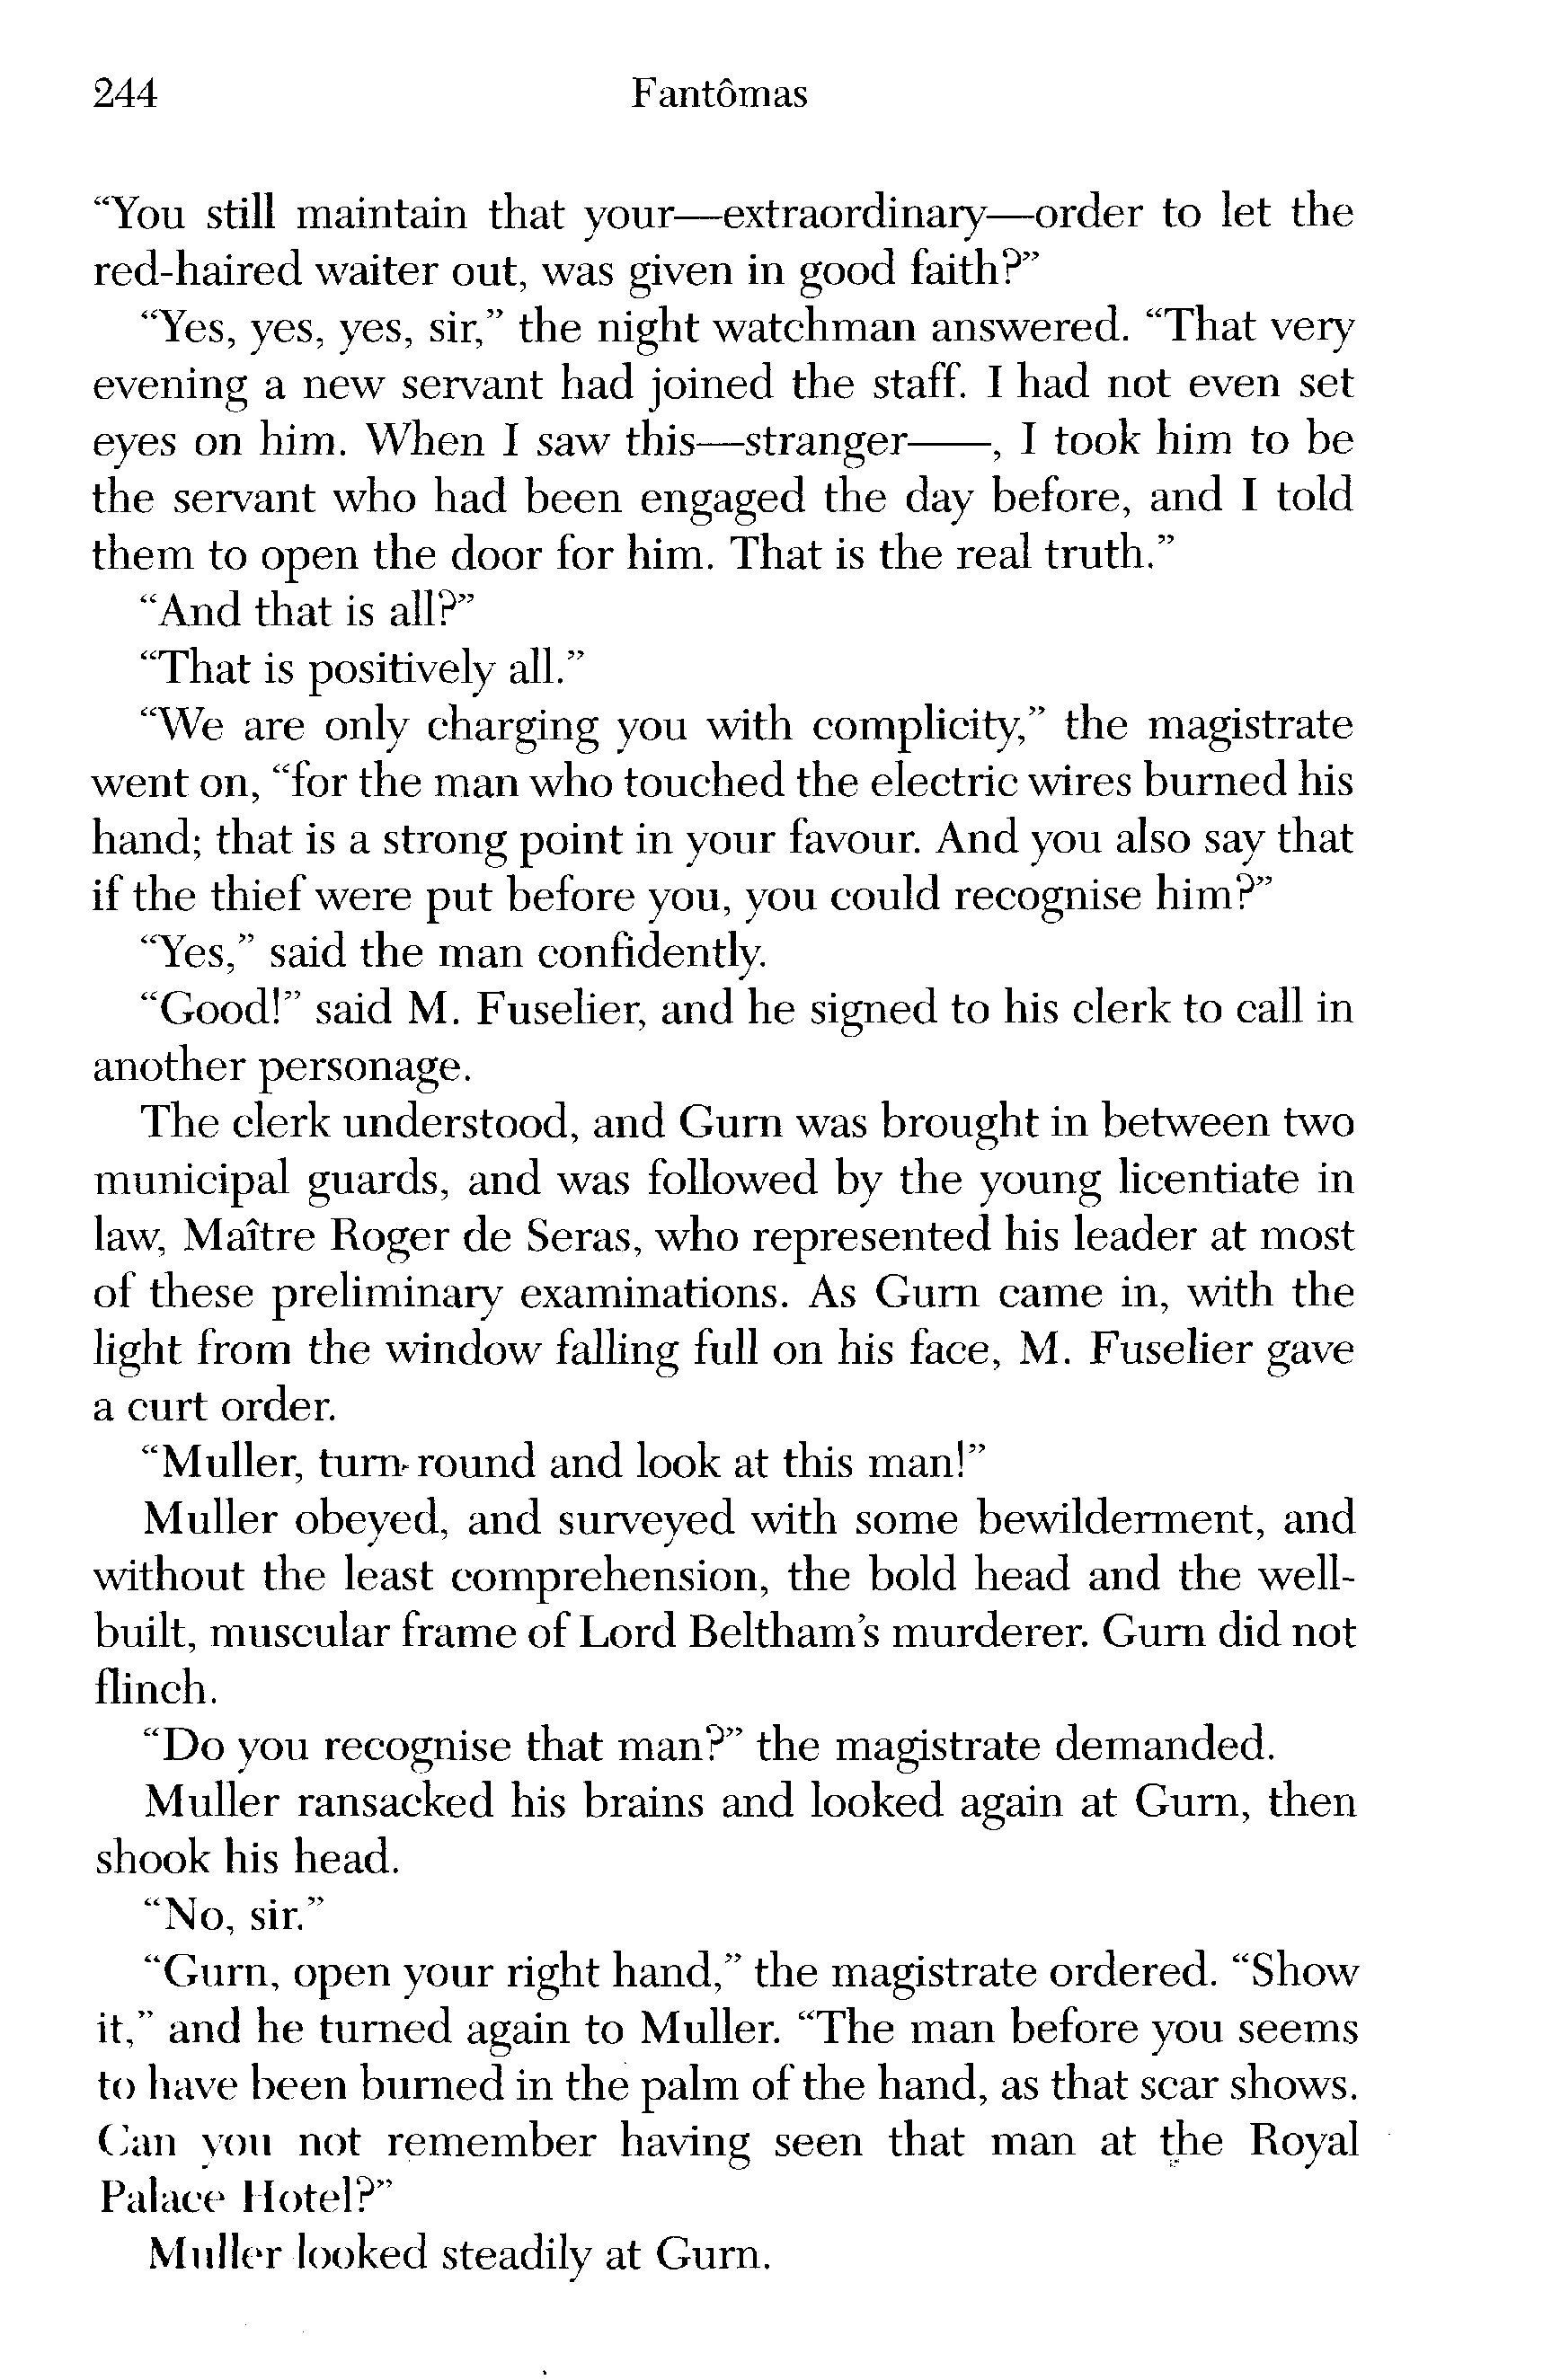 244 Fantômas
“You still maintain that your—extraordinary—order to let the
red-haired waiter out, was given in good faith?”
“Yes, yes, yes, sir,” the night watchman answered. “That very
evening a new servant had joined the staff. I had not even set
eyes on him. When I saw this—stranger——, I took him to be
the servant who had been engaged the day before, and I told
them to open the door for him. That is the real truth.”
“And that is all?”
“That is positively all.”
“We are only charging you with complicity,” the magistrate
went on, “for the man who touched the electric wires burned his
hand; that is a strong point in your favour. And you also say that
if the thief were put before you, you could recognise him?”
“Yes,” said the man confidently.
“Good!” said M. Fuselier, and he signed to his clerk to call in
another personage.
The clerk understood, and Gurn was brought in between two
municipal guards, and was followed by the young licentiate in
law, Maître Roger de Seras, who represented his leader at most
of these preliminary examinations. As Gurn came in, with the
light from the window falling full on his face, M. Fuselier gave
a curt order.
“Muller, turn round and look at this man!”
Muller obeyed, and surveyed with some bewilderment, and
without the least comprehension, the bold head and the well-
built, muscular frame of Lord Beltham’s murderer. Gurn did not
flinch.
“Do you recognise that man?” the magistrate demanded.
Muller ransacked his brains and looked again at Gurn, then
shook his head.
“No, sir.”
“Gurn, open your right hand,” the magistrate ordered. “Show
it,” and he turned again to Muller. “The man before you seems
to have been burned in the palm of the hand, as that scar shows.
Can you not remember having seen that man at the Royal
Palace Hotel?”
Muller looked steadily at Gurn.